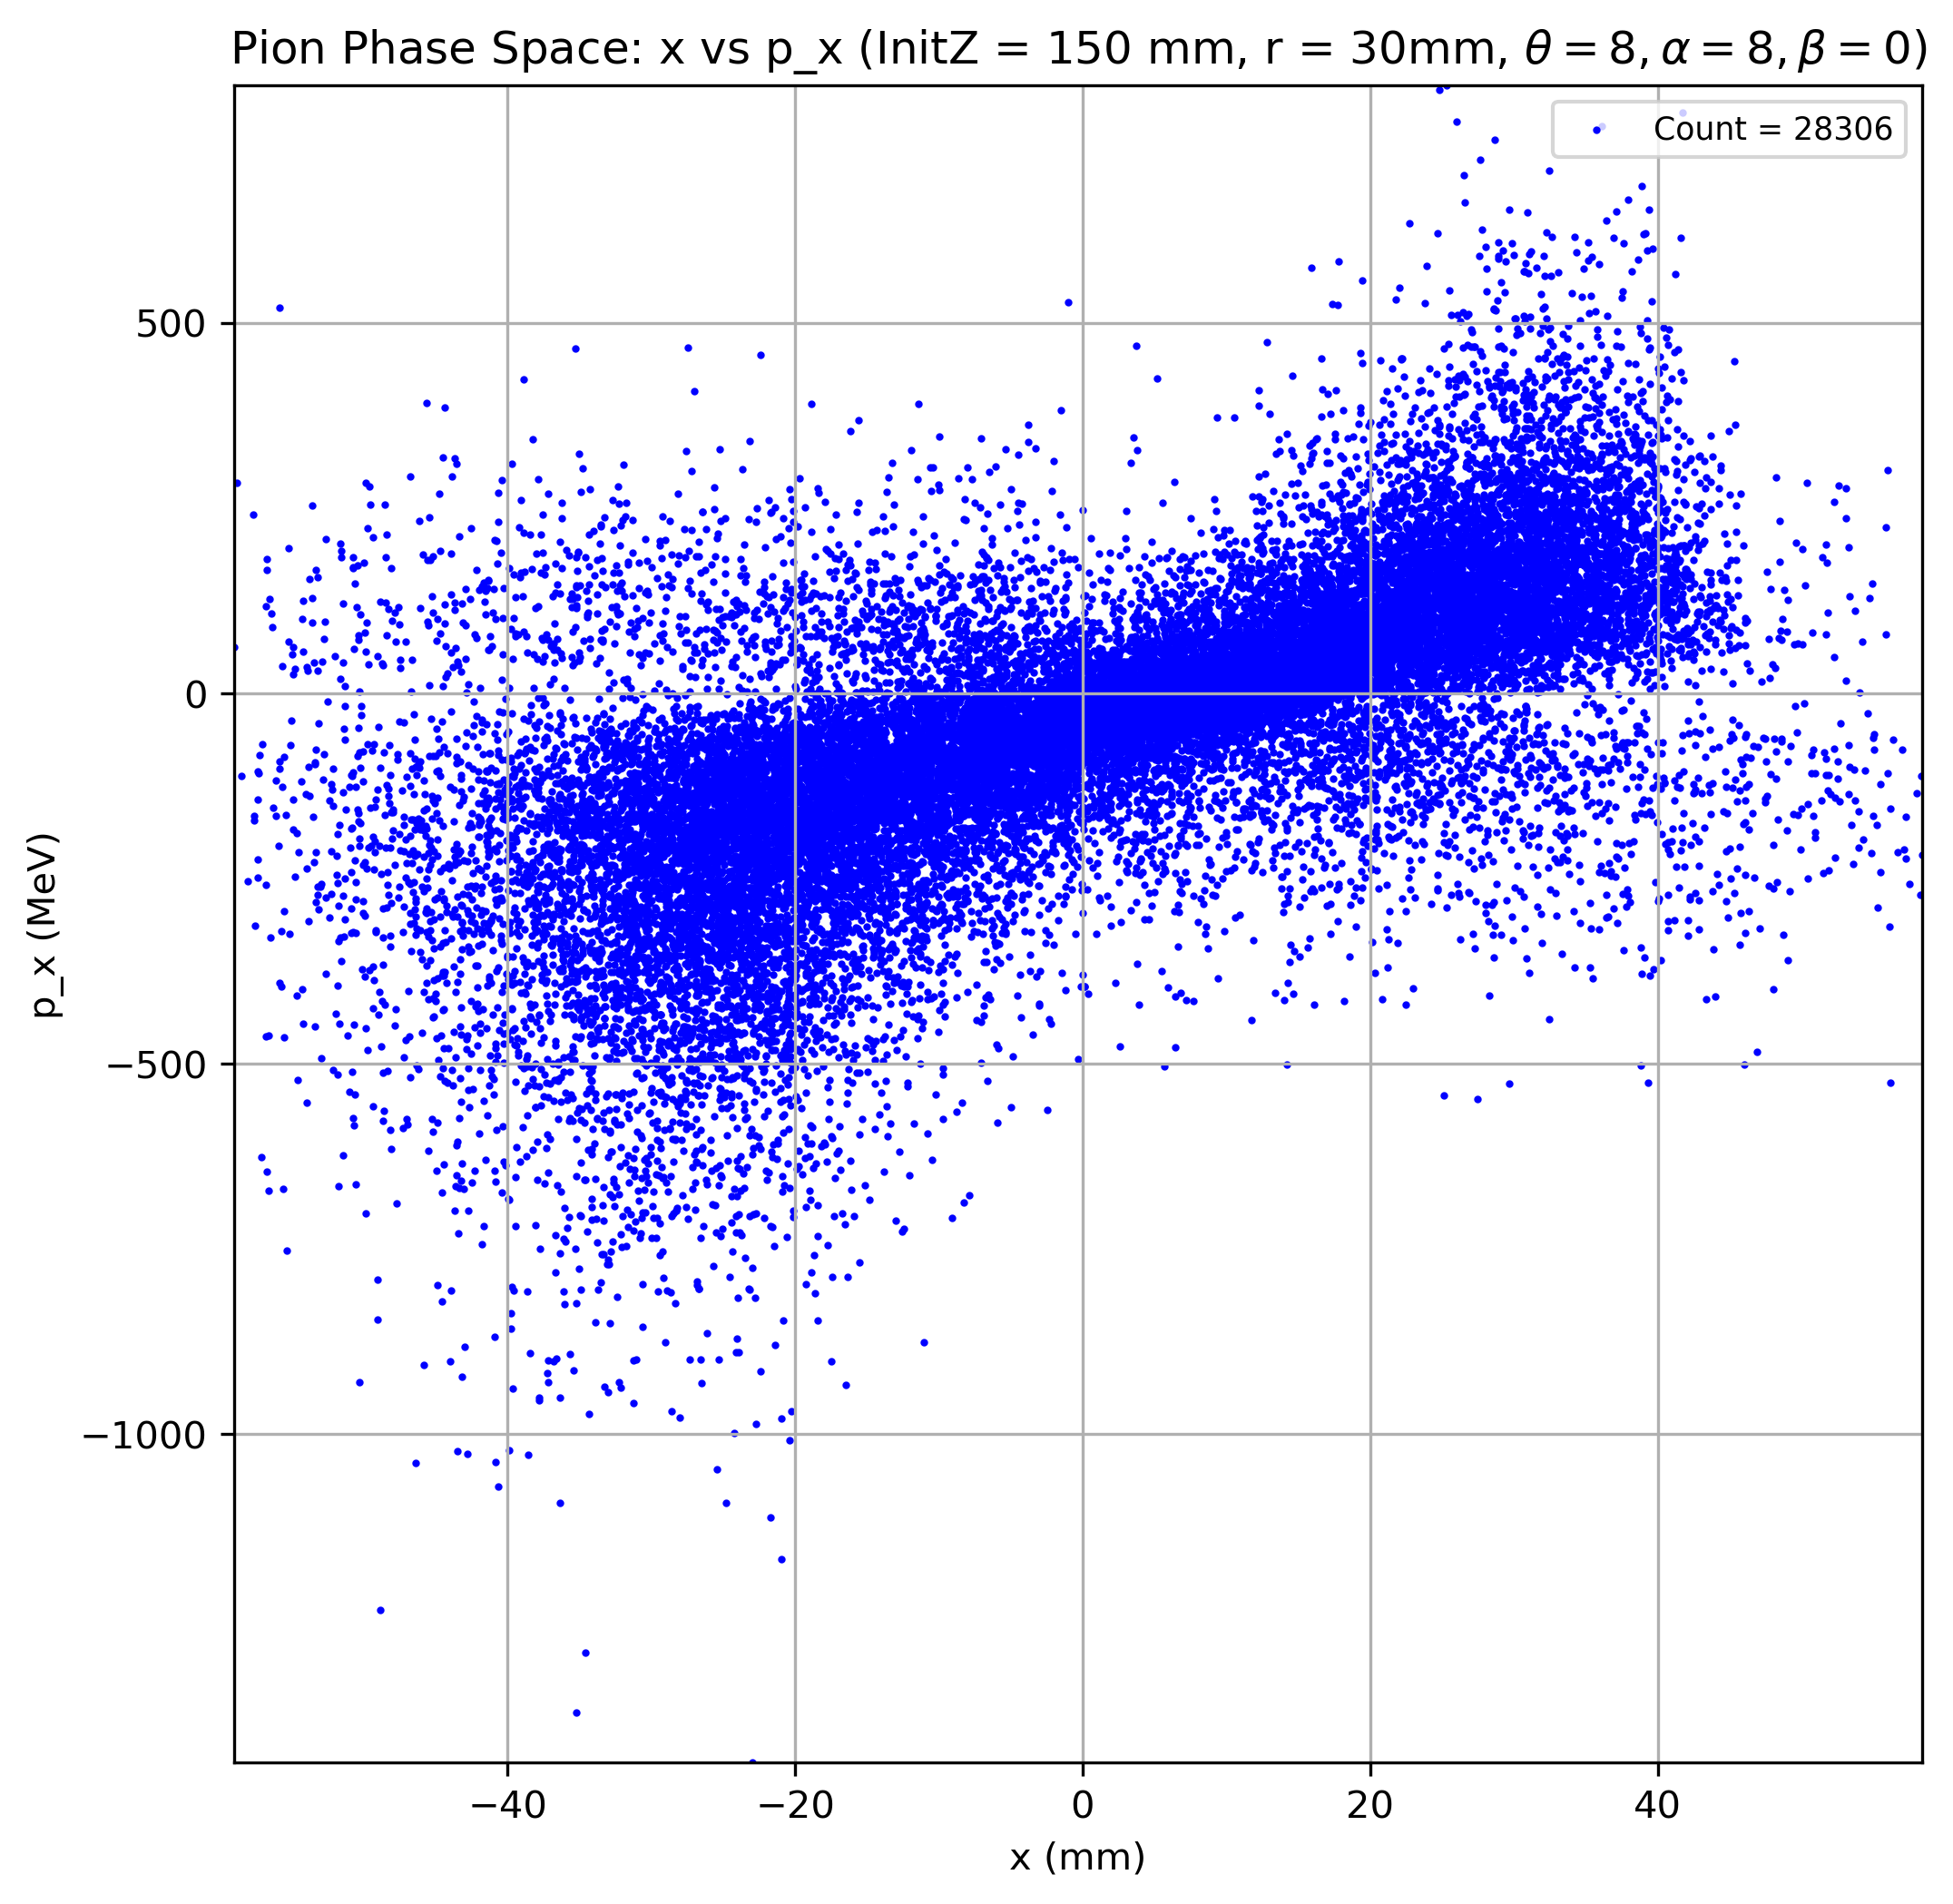 Pion Phase Space: x vs p_x (InitZ = 150 mm, r = 30mm, θ = 8, α = 8, β = 0)
Count = 28306
500
0
−500
−1000
p_x (MeV)
−40
−20
0
20
40
x (mm)